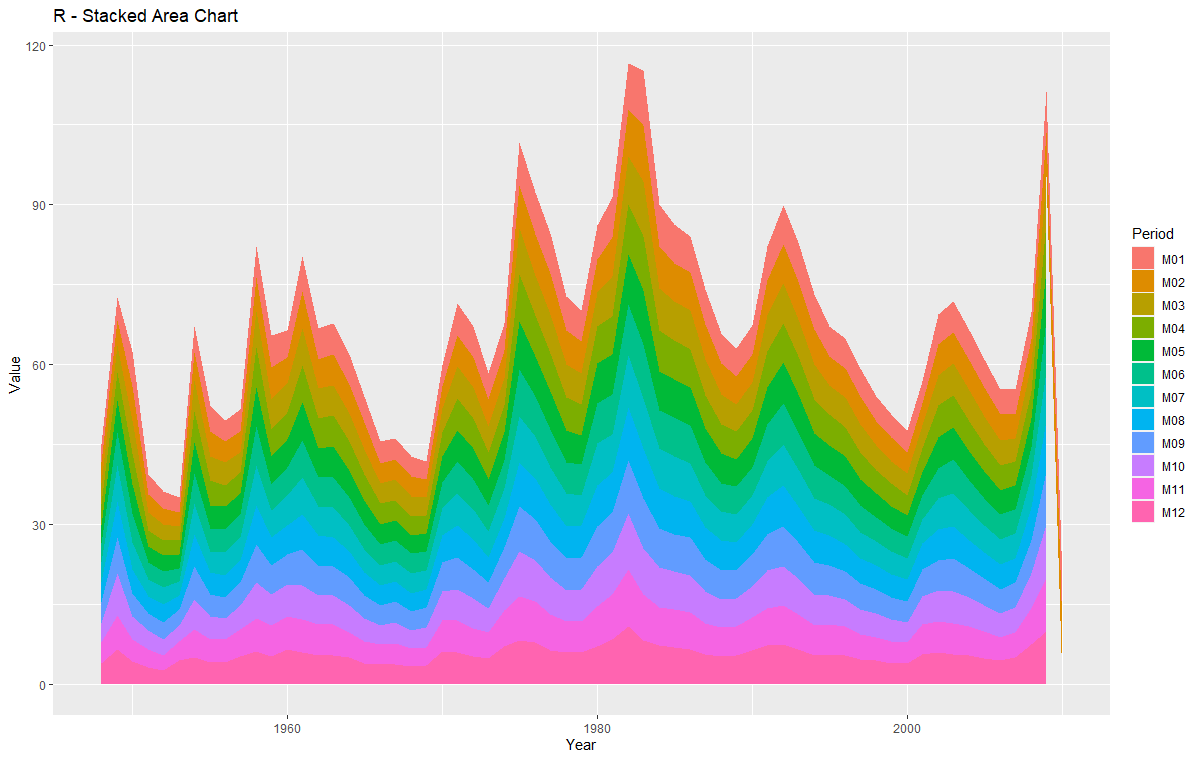 R - Stacked Area Chart
120
90
60
30
0
Value
1960
1980
2000
Year
Period
M01
M02
M03
M04
M05
M06
M07
M08
M09
M10
M11
M12